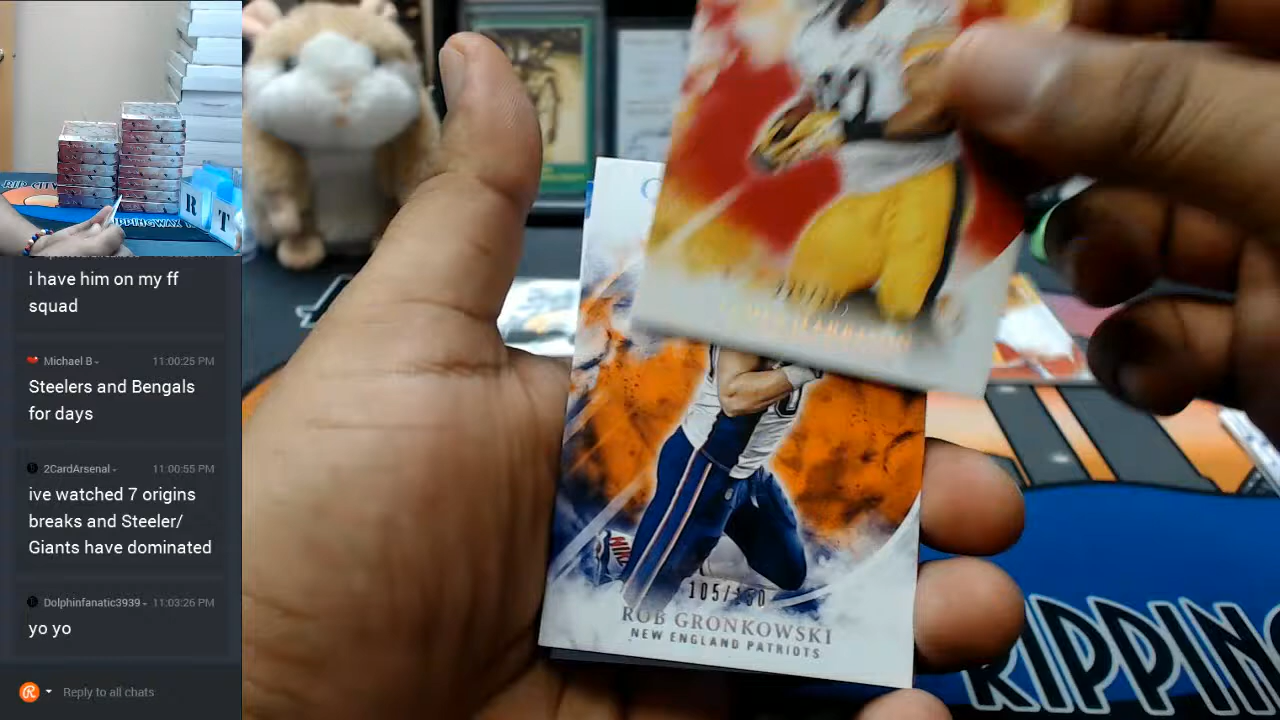 R
T
i have him on my ff
squad
Michael B
11:00:25 PM
Steelers and Bengals
for days
2CardArsenal
11:00:55 PM
ive watched 7 origins
breaks and Steeler/
Giants have dominated
Dolphinfanatic3939
11:03:26 PM
yo yo
Reply to all chats
105/150
ROB GRONKOWSKI
NEW ENGLAND PATRIOTS
RIPPING